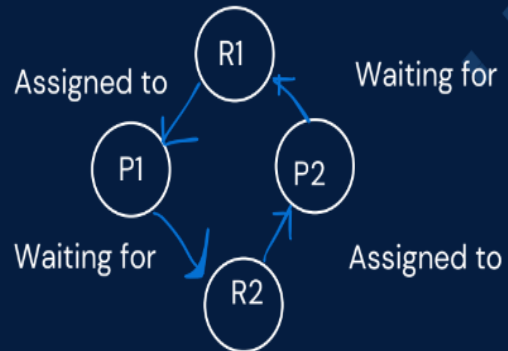 R1
Assigned to
Waiting for
P1
P2
Waiting for
Assigned to
R2